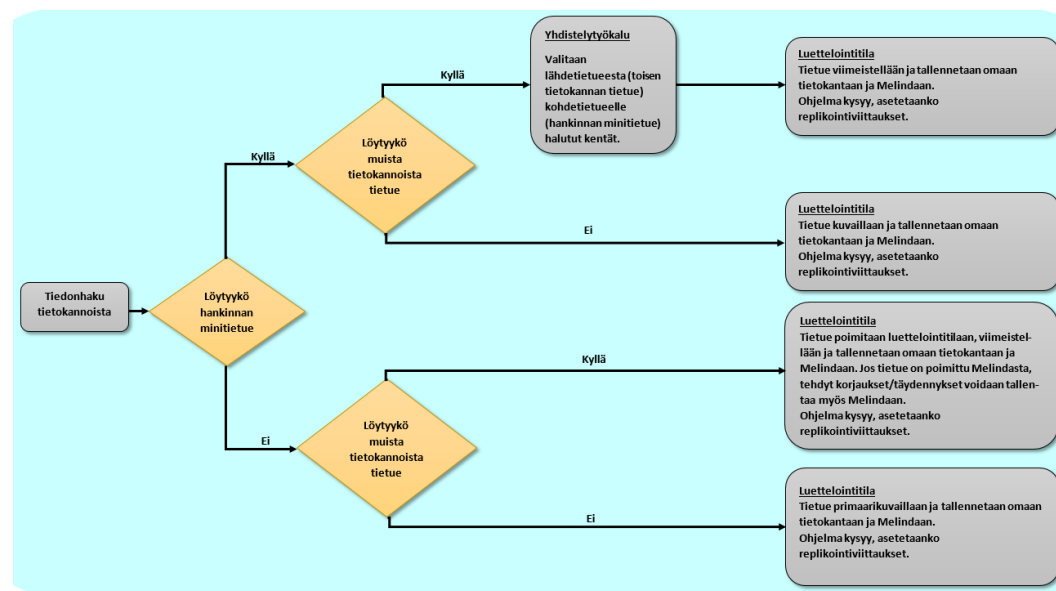 Tiedonhaku
tietokannoista
Löytyykö
hankinnan
minitietue
Kyllä
Löytyykö
muista
tietokannoista
tietue
Kyllä
Yhdistelytyökalu
Valitaan
lähdetietueesta (toisen
tietokannan tietue)
kohdetietueelle
(hankinnan minitietue)
halutut kentät.
Luettelointitila
Tietue viimeistellään ja tallennetaan omaan
tietokantaan ja Melindaan.
Ohjelma kysyy, asetetaanko
replikointiviittaukset.
Ei
Luettelointitila
Tietue kuvaillaan ja tallennetaan omaan
tietokantaan ja Melindaan.
Ohjelma kysyy, asetetaanko
replikointiviittaukset.
Ei
Löytyykö
muista
tietokannoista
tietue
Kyllä
Luettelointitila
Tietue poimitaan luettelointitilaan, viimeistel-
lään ja tallennetaan omaan tietokantaan ja
Melindaan. Jos tietue on poimittu Melindasta,
tehdyt korjaukset/täydennykset voidaan tallen-
taa myös Melindaan.
Ohjelma kysyy, asetetaanko
replikointiviittaukset.
Ei
Luettelointitila
Tietue primaarikuvaillaan ja tallennetaan omaan
tietokantaan ja Melindaan.
Ohjelma kysyy, asetetaanko
replikointiviittaukset.